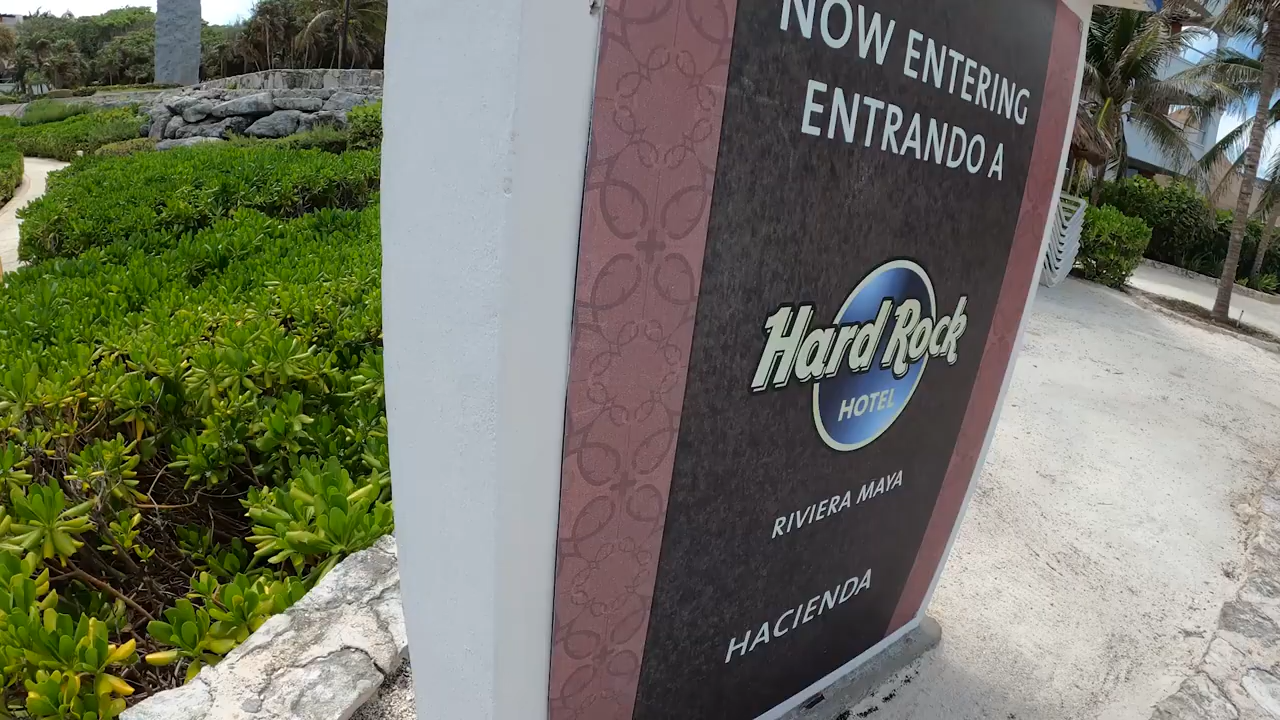 NOW ENTERING
ENTRANDO A
Hard Rock
HOTEL
RIVIERA MAYA
HACIENDA